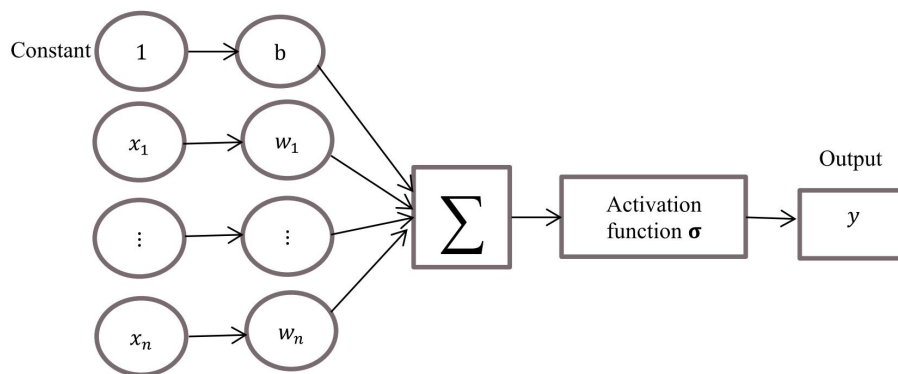 Constant 1 b
x₁ w₁
Output
⋮ ⋮
∑
Activation
function σ
y
xₙ wₙ